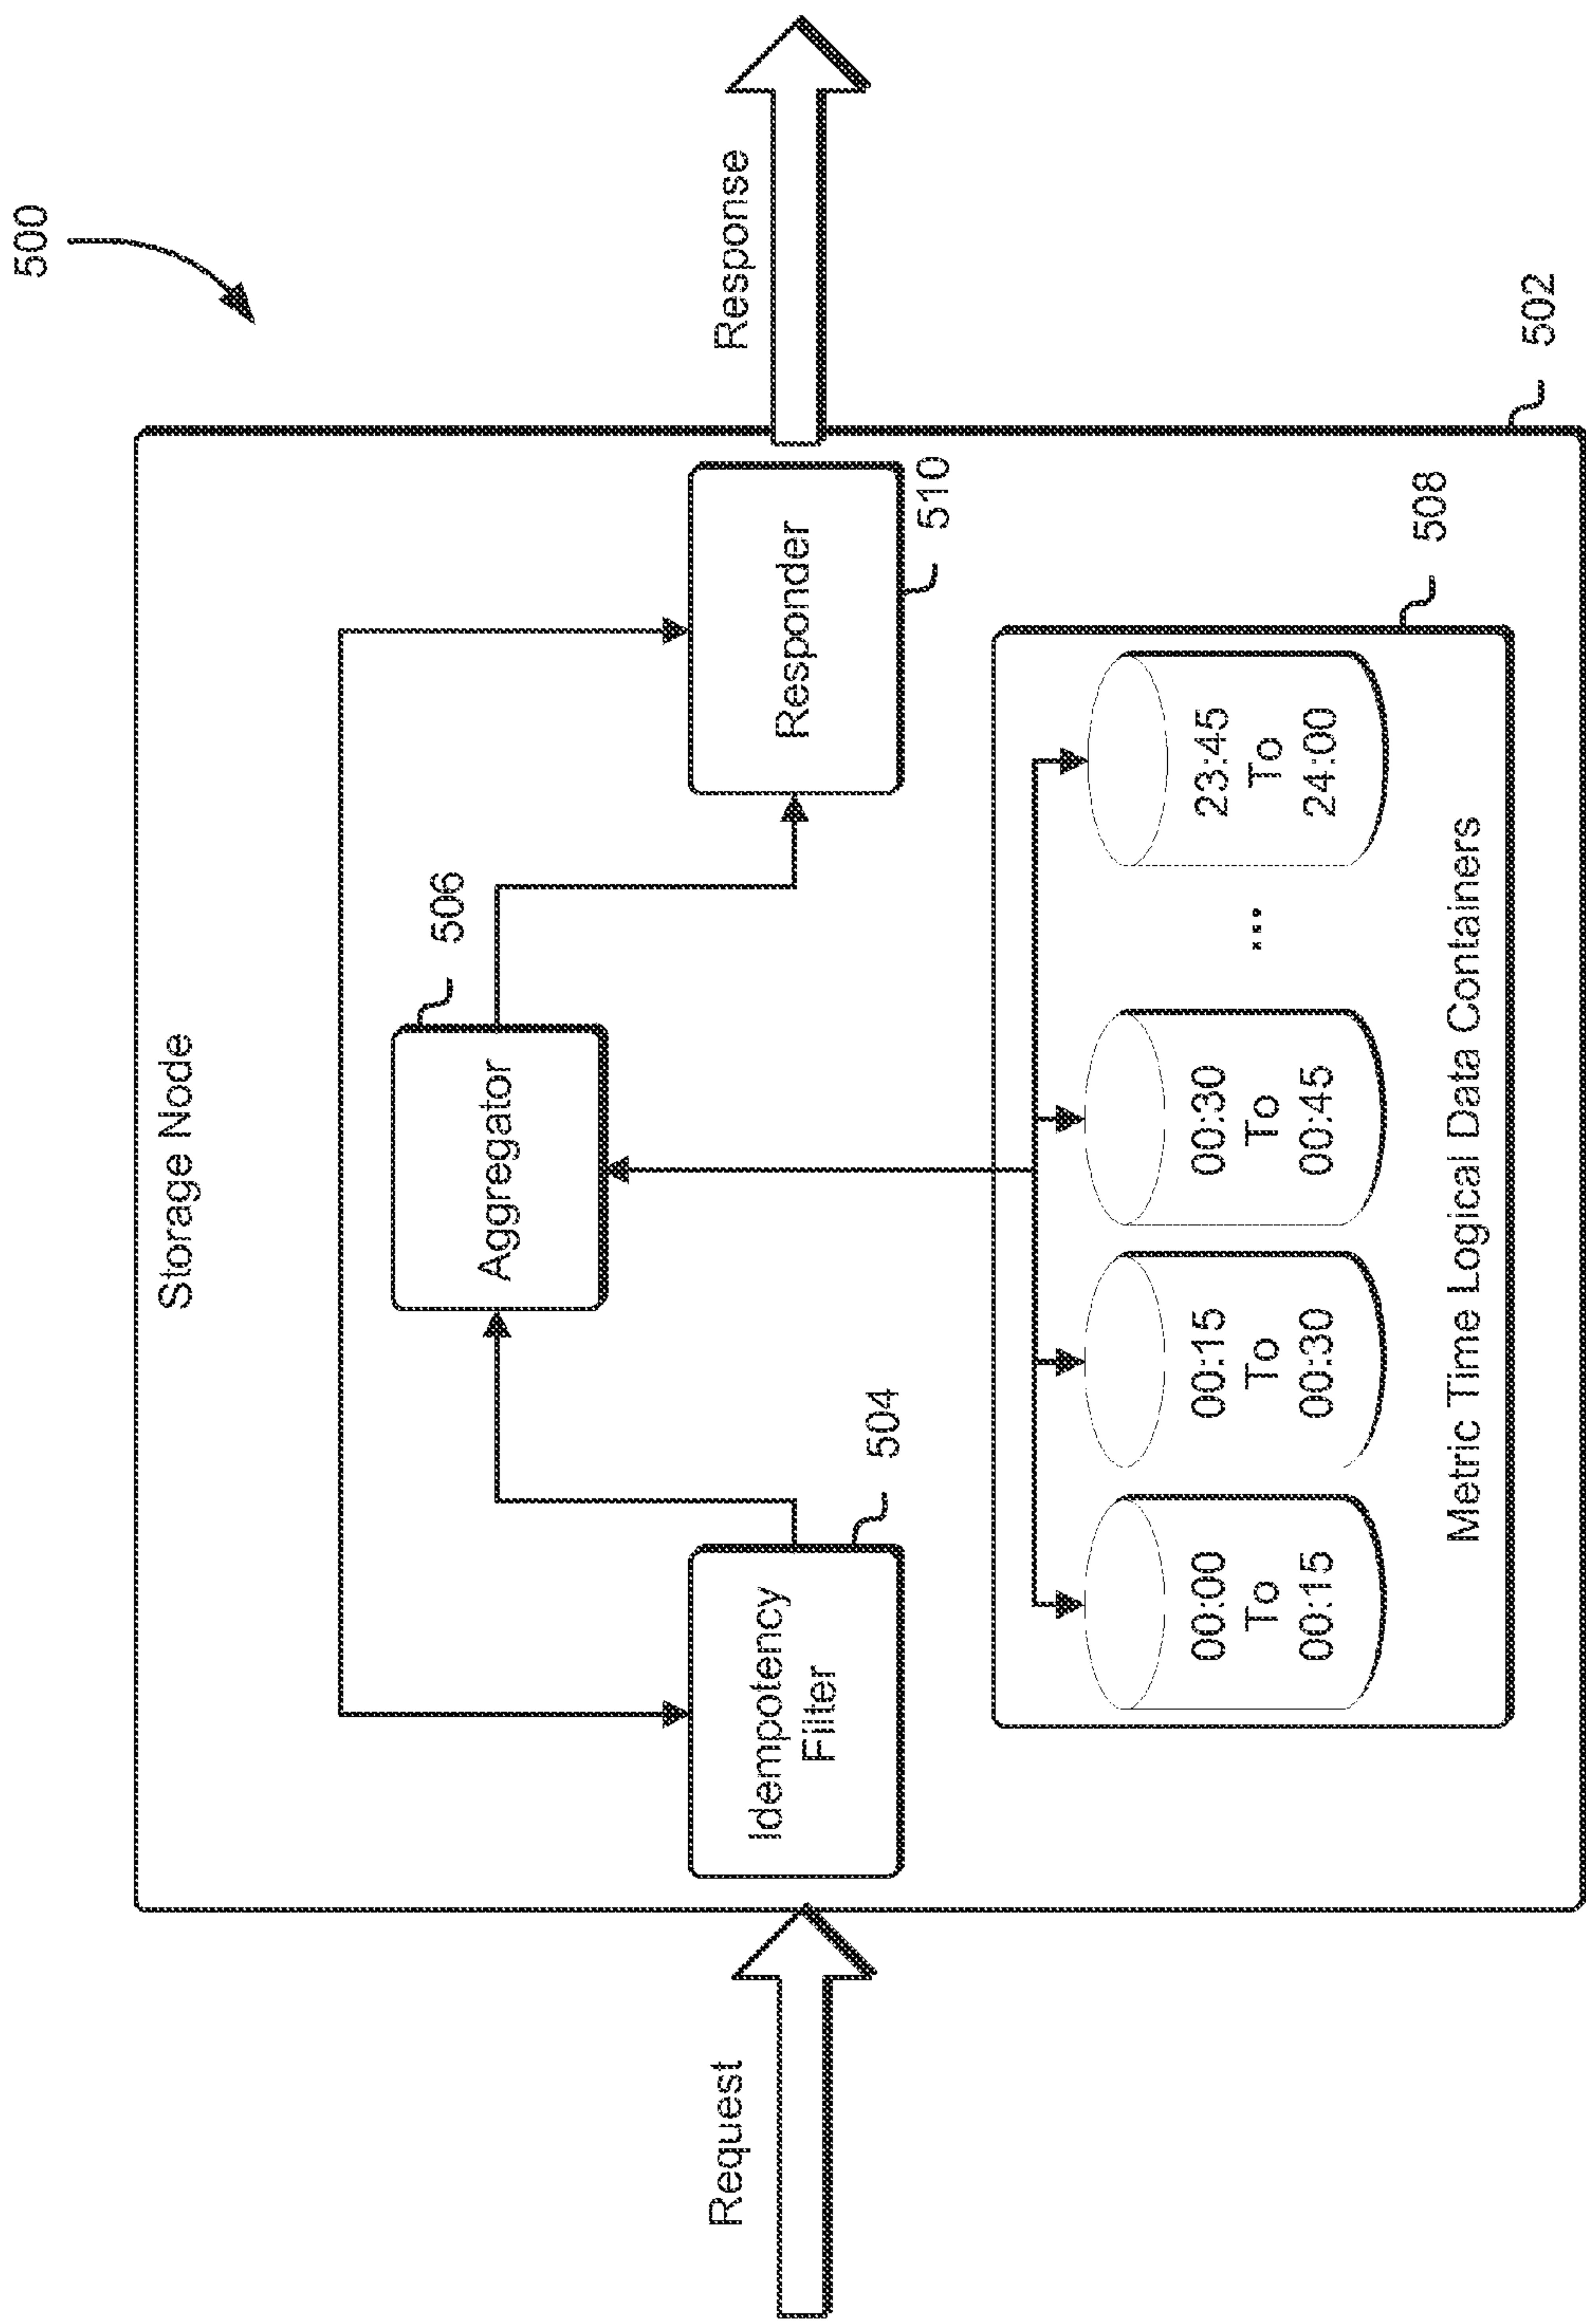 500
Storage Node
Request
Response
506
Aggregator
Idempotency
Filter
504
Responder
510
502
508
00:00
To
00:15
00:15
To
00:30
00:30
To
00:45
...
23:45
To
24:00
Metric Time Logical Data Containers